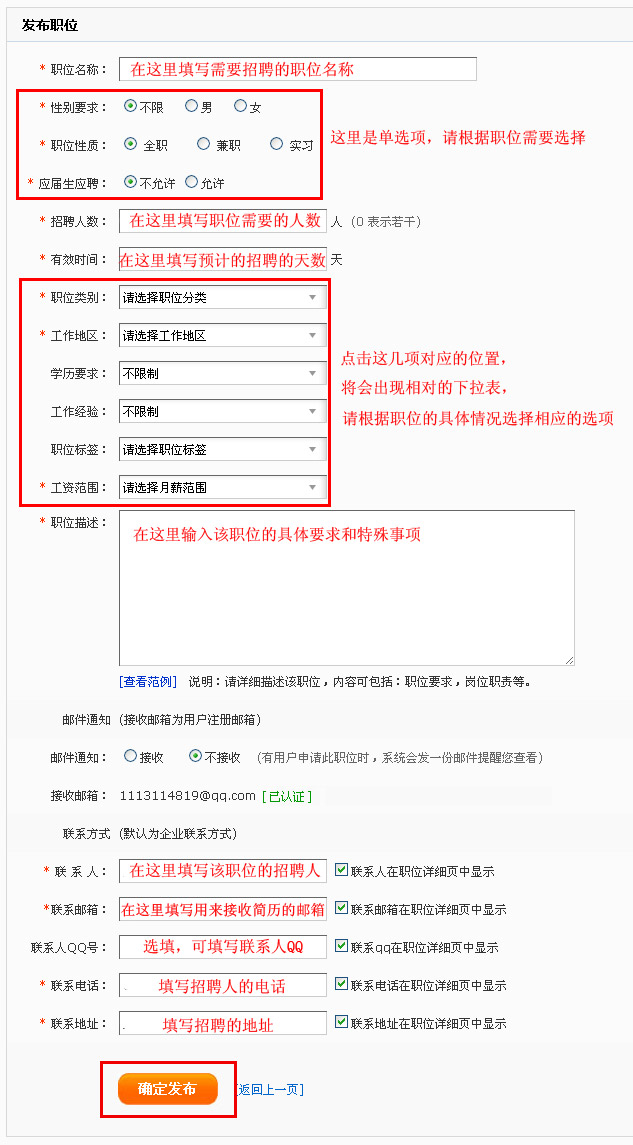 发布职位
* 职位名称： 在这里填写需要招聘的职位名称
* 性别要求： 不限 男 女
* 职位性质： 全职 兼职 实习
这里是单选项，请根据职位需要选择
* 应届生应聘： 不允许 允许
* 招聘人数： 在这里填写职位需要的人数 人 (0 表示若干)
* 有效时间： 在这里填写预计的招聘的天数 天
* 职位类别： 请选择职位分类
* 工作地区： 请选择工作地区
点击这几项对应的位置，
学历要求： 不限制
将会出现相对的下拉表，
工作经验： 不限制
请根据职位的具体情况选择相应的选项
职位标签： 请选择职位标签
* 工资范围： 请选择月薪范围
* 职位描述： 在这里输入该职位的具体要求和特殊事项
[查看范例] 说明：请详细描述该职位，内容可包括：职位要求，岗位职责等。
邮件通知 (接收邮箱为用户注册邮箱)
邮件通知： 接收 不接收 (有用户申请此职位时，系统会发一份邮件提醒您查看)
接收邮箱： 1113114819@qq.com [已认证]
联系方式 (默认为企业联系方式)
* 联 系 人： 在这里填写该职位的招聘人 联系人在职位详细页中显示
*联系邮箱： 在这里填写用来接收简历的邮箱 联系邮箱在职位详细页中显示
联系人QQ号： 选填，可填写联系人QQ 联系qq在职位详细页中显示
* 联系电话： 填写招聘人的电话 联系电话在职位详细页中显示
* 联系地址： 填写招聘的地址 联系地址在职位详细页中显示
确定发布 [返回上一页]